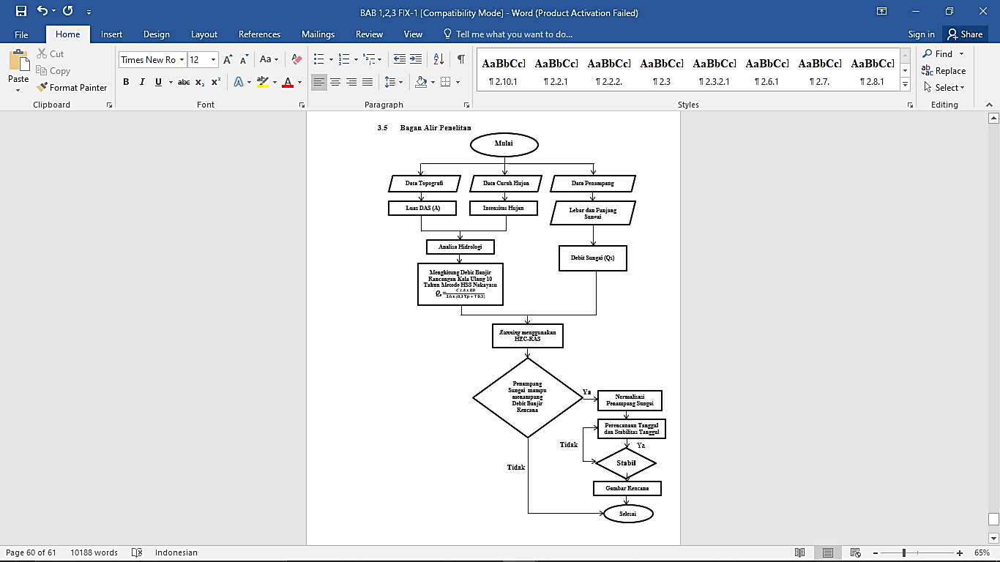 BAB 1,2,3 FIX-1 [Compatibility Mode] - Word (Product Activation Failed)
File Home Insert Design Layout References Mailings Review View Tell me what you want to do... Sign in Share
Paste
Cut
Copy
Format Painter
Clipboard
Times New Ro 12
Font
Paragraph
AaBbCcI AaBbCcI AaBbCcI AaBbCcI AaBbCcI AaBbCcI AaBbCcI AaBbCcI
¶ 2.10.1 ¶ 2.2.1 ¶ 2.2.2. ¶ 2.3 ¶ 2.3.2.1 ¶ 2.6.1 ¶ 2.7. ¶ 2.8.1
Styles
Find
Replace
Select
Editing
3.5 Bagan Alir Penelitan
Mulai
Data Topografi
Data Curah Hujan
Data Penampang
Luas DAS (A)
Intensitas Hujan
Lebar dan Panjang
Sungai
Analisa Hidrologi
Debit Sungai (Qs)
Menghitung Debit Banjir
Rancangan Kala Ulang 10
Tahun Metode HSS Nakayasu
C x A x R0
3,6 x (0,3 Tp + T 0,3)
Running menggunakan
HEC-RAS
Penampang
Sungai mampu
menampung
Debit Banjir
Rencana
Ya
Normalisasi
Penampang Sungai
Perencanaan Tanggul
dan Stabilitas Tanggul
Tidak
Ya
Stabil
Tidak
Gambar Rencana
Selesai
Page 60 of 61 10188 words Indonesian 65%